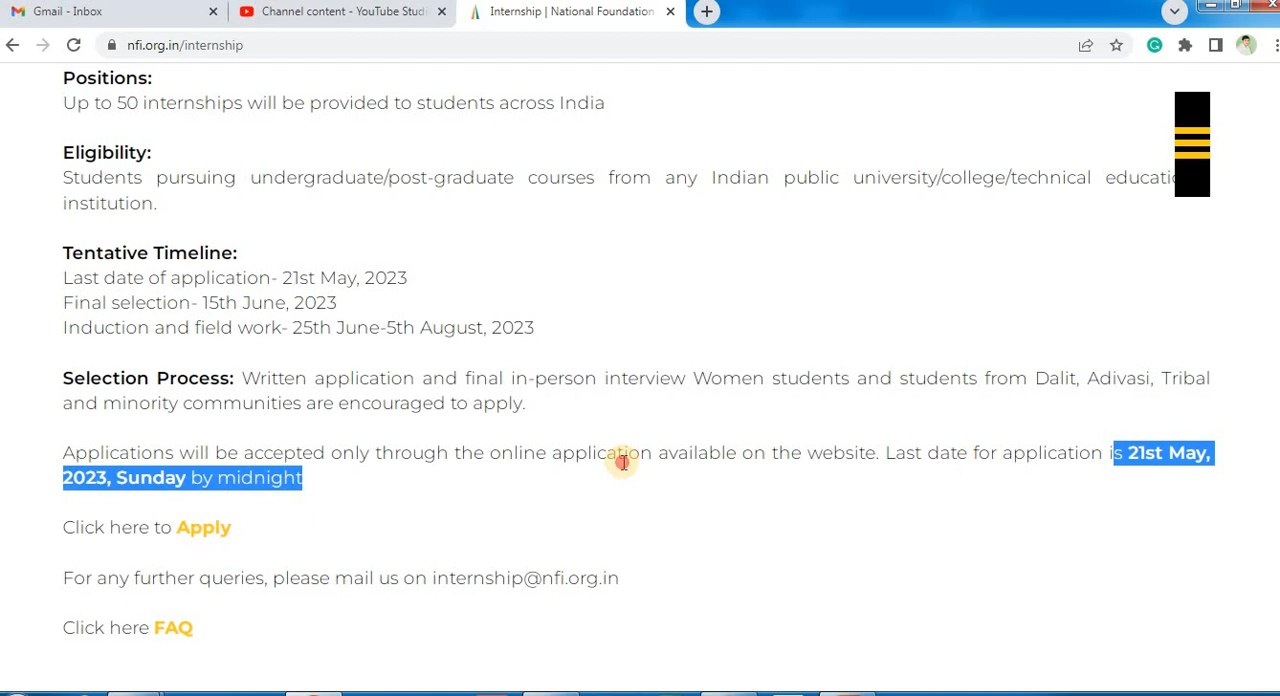 Gmail - Inbox
Channel content - YouTube Studi
Internship | National Foundation
nfi.org.in/internship
Positions:
Up to 50 internships will be provided to students across India
Eligibility:
Students pursuing undergraduate/post-graduate courses from any Indian public university/college/technical educatio
institution.
Tentative Timeline:
Last date of application- 21st May, 2023
Final selection- 15th June, 2023
Induction and field work- 25th June-5th August, 2023
Selection Process: Written application and final in-person interview Women students and students from Dalit, Adivasi, Tribal
and minority communities are encouraged to apply.
Applications will be accepted only through the online application available on the website. Last date for application is 21st May,
2023, Sunday by midnight
Click here to Apply
For any further queries, please mail us on internship@nfi.org.in
Click here FAQ